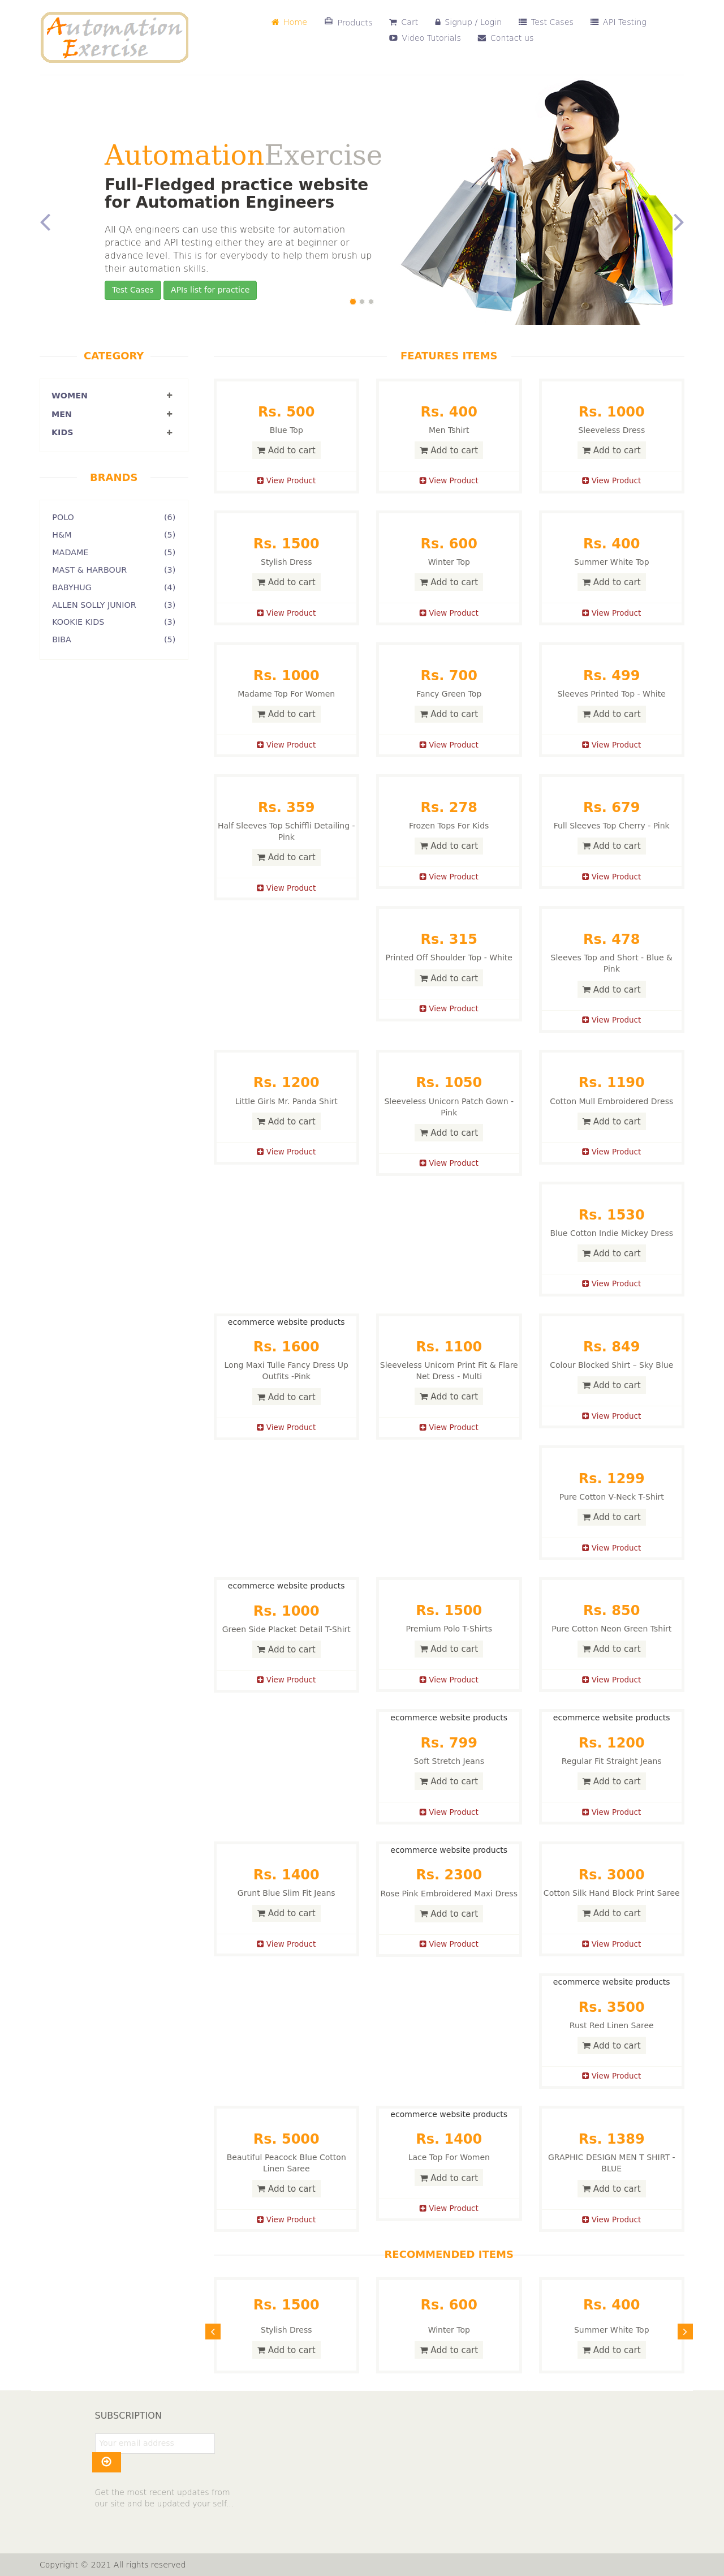 Automation
Exercise
Home Products Cart Signup / Login Test Cases API Testing
Video Tutorials Contact us
AutomationExercise
Full-Fledged practice website
for Automation Engineers
All QA engineers can use this website for automation
practice and API testing either they are at beginner or
advance level. This is for everybody to help them brush up
their automation skills.
Test Cases APIs list for practice
CATEGORY
WOMEN
MEN
KIDS
BRANDS
POLO (6)
H&M (5)
MADAME (5)
MAST & HARBOUR (3)
BABYHUG (4)
ALLEN SOLLY JUNIOR (3)
KOOKIE KIDS (3)
BIBA (5)
FEATURES ITEMS
Rs. 500 Rs. 400 Rs. 1000
Blue Top Men Tshirt Sleeveless Dress
Add to cart Add to cart Add to cart
View Product View Product View Product
Rs. 1500 Rs. 600 Rs. 400
Stylish Dress Winter Top Summer White Top
Add to cart Add to cart Add to cart
View Product View Product View Product
Rs. 1000 Rs. 700 Rs. 499
Madame Top For Women Fancy Green Top Sleeves Printed Top - White
Add to cart Add to cart Add to cart
View Product View Product View Product
Rs. 359 Rs. 278 Rs. 679
Half Sleeves Top Schiffli Detailing - Frozen Tops For Kids Full Sleeves Top Cherry - Pink
Pink
Add to cart Add to cart Add to cart
View Product View Product View Product
Rs. 315 Rs. 478
Printed Off Shoulder Top - White Sleeves Top and Short - Blue &
Pink
Add to cart Add to cart
View Product View Product
Rs. 1200 Rs. 1050 Rs. 1190
Little Girls Mr. Panda Shirt Sleeveless Unicorn Patch Gown - Cotton Mull Embroidered Dress
Pink
Add to cart Add to cart Add to cart
View Product View Product View Product
Rs. 1530
Blue Cotton Indie Mickey Dress
Add to cart
View Product
ecommerce website products
Rs. 1600 Rs. 1100 Rs. 849
Long Maxi Tulle Fancy Dress Up Sleeveless Unicorn Print Fit & Flare Colour Blocked Shirt – Sky Blue
Outfits -Pink Net Dress - Multi
Add to cart Add to cart Add to cart
View Product View Product View Product
Rs. 1299
Pure Cotton V-Neck T-Shirt
Add to cart
View Product
ecommerce website products
Rs. 1000 Rs. 1500 Rs. 850
Green Side Placket Detail T-Shirt Premium Polo T-Shirts Pure Cotton Neon Green Tshirt
Add to cart Add to cart Add to cart
View Product View Product View Product
ecommerce website products ecommerce website products
Rs. 799 Rs. 1200
Soft Stretch Jeans Regular Fit Straight Jeans
Add to cart Add to cart
View Product View Product
ecommerce website products
Rs. 1400 Rs. 2300 Rs. 3000
Grunt Blue Slim Fit Jeans Rose Pink Embroidered Maxi Dress Cotton Silk Hand Block Print Saree
Add to cart Add to cart Add to cart
View Product View Product View Product
ecommerce website products
Rs. 3500
Rust Red Linen Saree
Add to cart
View Product
ecommerce website products
Rs. 5000 Rs. 1400 Rs. 1389
Beautiful Peacock Blue Cotton Lace Top For Women GRAPHIC DESIGN MEN T SHIRT -
Linen Saree BLUE
Add to cart Add to cart Add to cart
View Product View Product View Product
RECOMMENDED ITEMS
Rs. 1500 Rs. 600 Rs. 400
Stylish Dress Winter Top Summer White Top
Add to cart Add to cart Add to cart
SUBSCRIPTION
Your email address
Get the most recent updates from
our site and be updated your self...
Copyright © 2021 All rights reserved